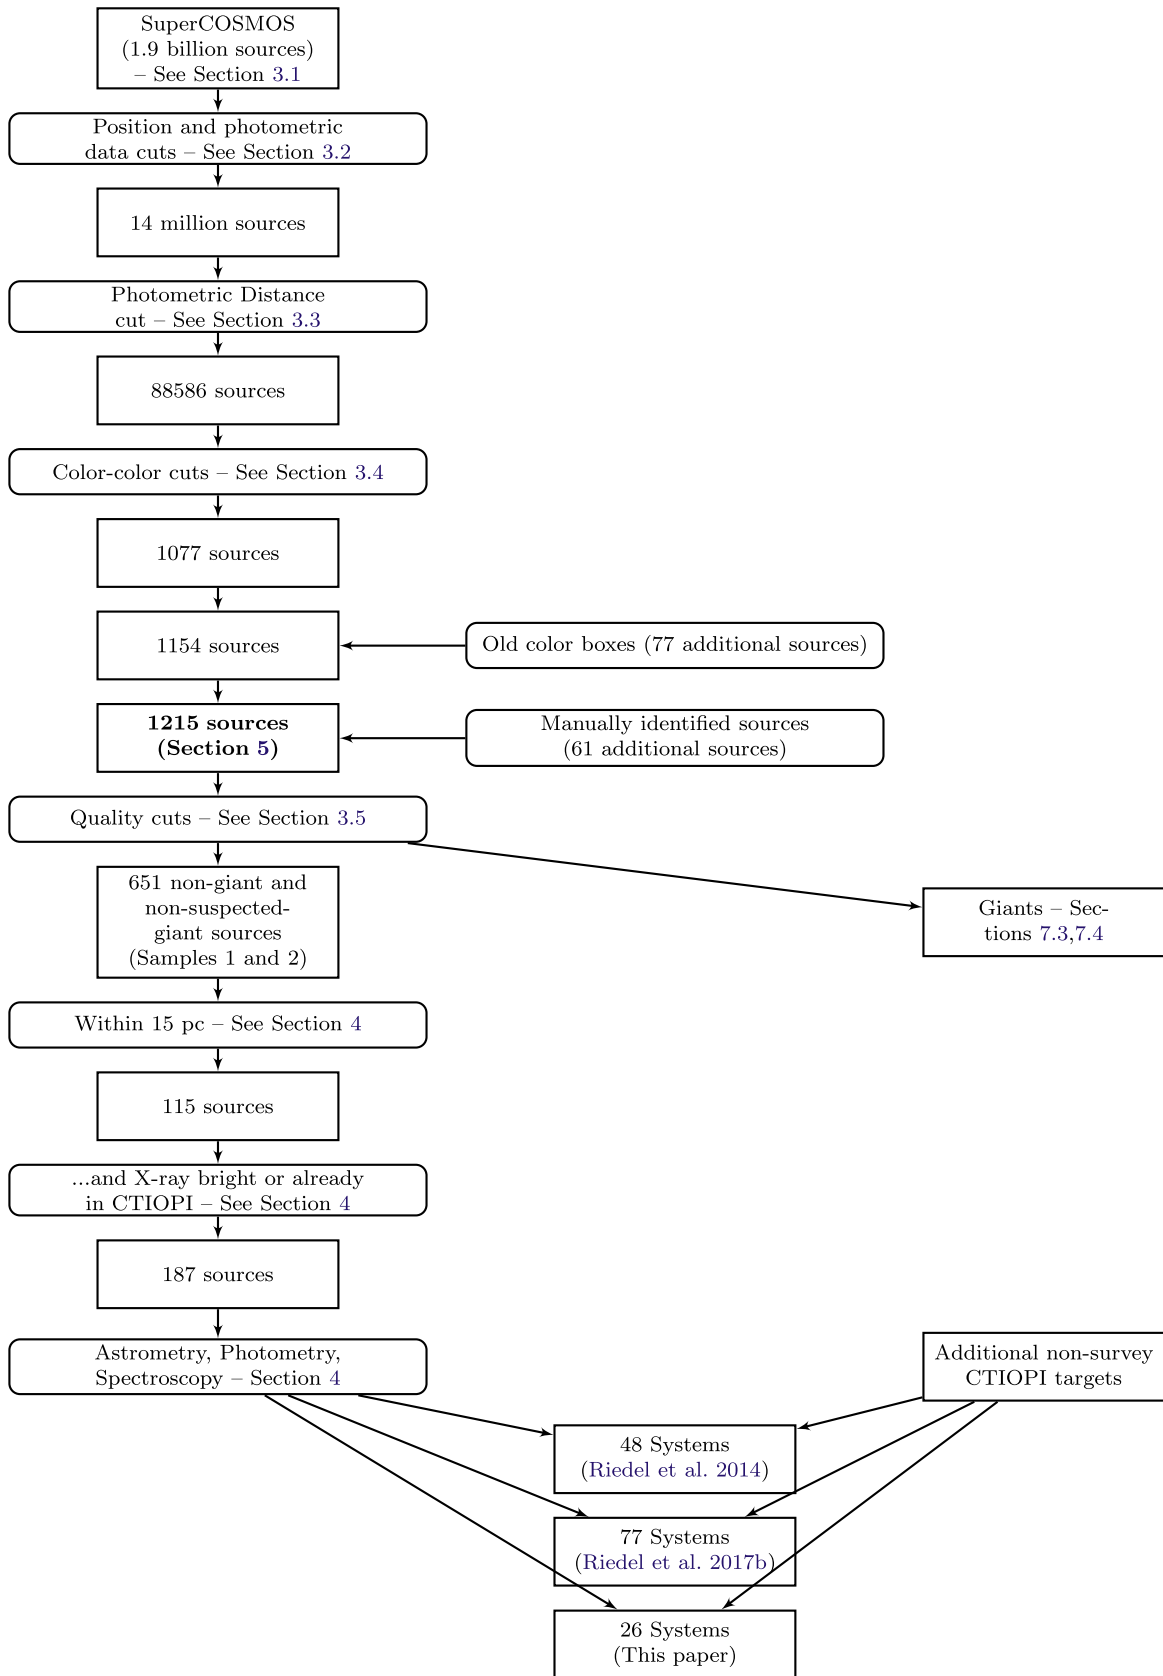 SuperCOSMOS
(1.9 billion sources)
– See Section 3.1
Position and photometric
data cuts – See Section 3.2
14 million sources
Photometric Distance
cut – See Section 3.3
88586 sources
Color-color cuts – See Section 3.4
1077 sources
1154 sources
Old color boxes (77 additional sources)
1215 sources
(Section 5)
Manually identified sources
(61 additional sources)
Quality cuts – See Section 3.5
651 non-giant and
non-suspected-
giant sources
(Samples 1 and 2)
Giants – Sec-
tions 7.3,7.4
Within 15 pc – See Section 4
115 sources
...and X-ray bright or already
in CTIOPI – See Section 4
187 sources
Astrometry, Photometry,
Spectroscopy – Section 4
Additional non-survey
CTIOPI targets
48 Systems
(Riedel et al. 2014)
77 Systems
(Riedel et al. 2017b)
26 Systems
(This paper)